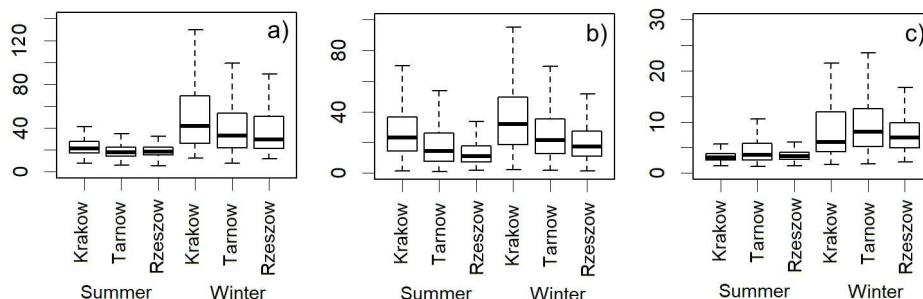 a)
120
80
40
0
Krakow
Tarnow
Rzeszow
Krakow
Tarnow
Rzeszow
Summer Winter
b)
80
40
0
Krakow
Tarnow
Rzeszow
Krakow
Tarnow
Rzeszow
Summer Winter
c)
30
20
10
0
Krakow
Tarnow
Rzeszow
Krakow
Tarnow
Rzeszow
Summer Winter